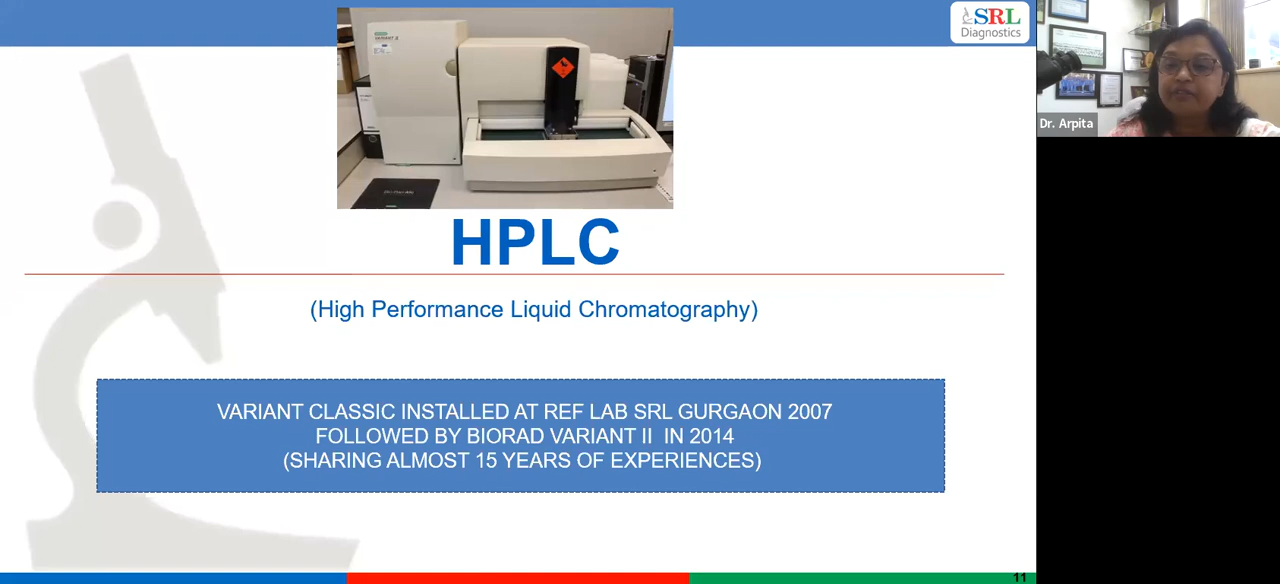 SRL
Diagnostics
Dr. Arpita
HPLC
(High Performance Liquid Chromatography)
VARIANT CLASSIC INSTALLED AT REF LAB SRL GURGAON 2007
FOLLOWED BY BIORAD VARIANT II IN 2014
(SHARING ALMOST 15 YEARS OF EXPERIENCES)
11